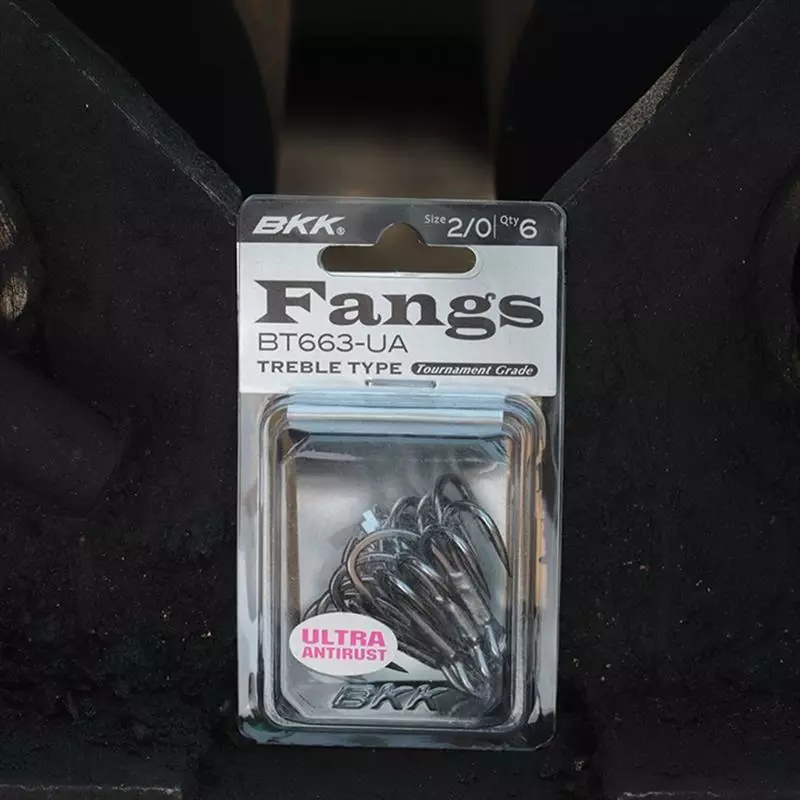 BKK® Size 2/0 | Qty 6
Fangs
BT663-UA
TREBLE TYPE Tournament Grade
ULTRA
ANTIRUST
BKK